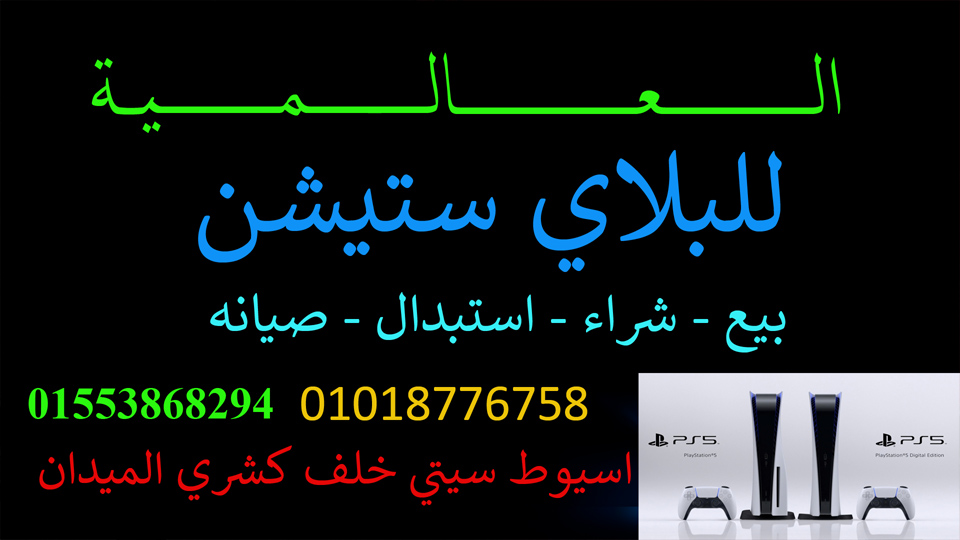 العالمية
للبلاي ستيشن
بيع - شراء - استبدال - صيانه
01553868294 01018776758
اسيوط سيتي خلف كشري الميدان
PS5
PlayStation®5
PS5
PlayStation®5 Digital Edition